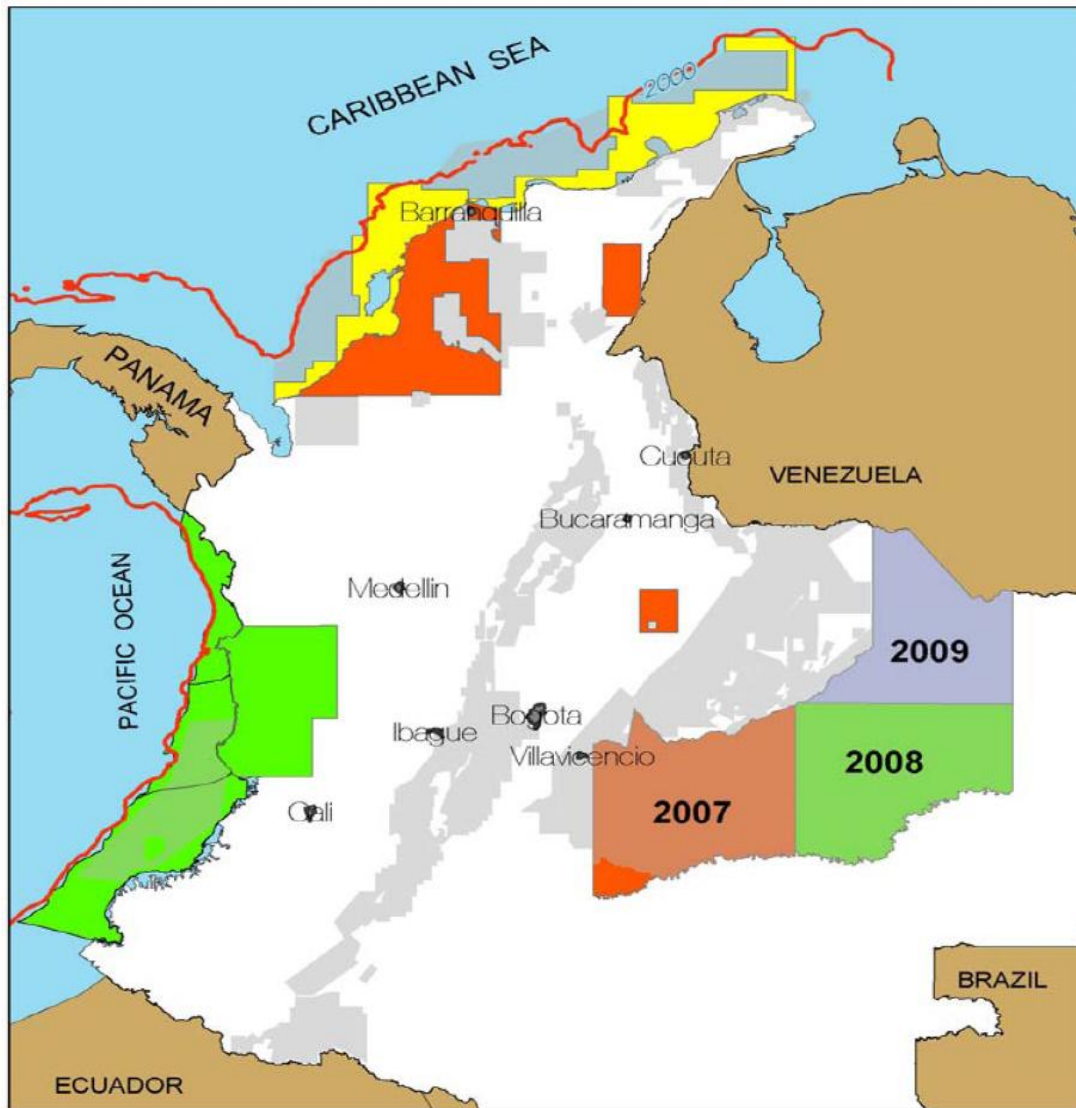 CARIBBEAN SEA
2000
Barranquilla
PANAMA
Cucuta
VENEZUELA
Bucaramanga
PACIFIC OCEAN
Medellin
2009
Bogota
Ibague
Villavicencio
2008
Cali
2007
BRAZIL
ECUADOR